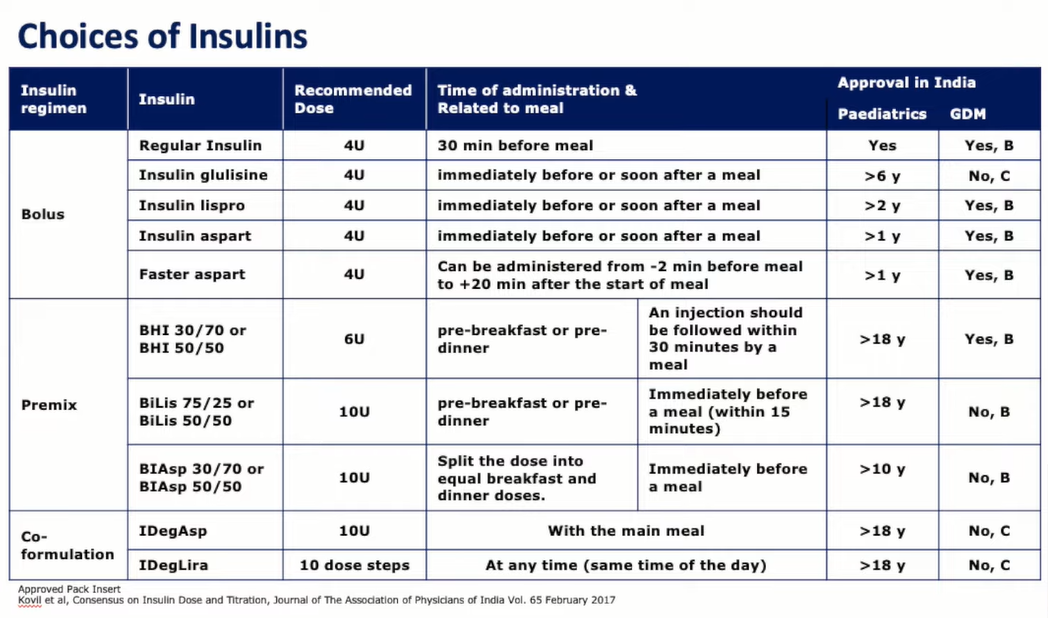 Choices of Insulins
Insulin regimen | Insulin | Recommended Dose | Time of administration & Related to meal | Approval in India
Paediatrics | GDM
Bolus
Regular Insulin | 4U | 30 min before meal | Yes | Yes, B
Insulin glulisine | 4U | immediately before or soon after a meal | >6 y | No, C
Insulin lispro | 4U | immediately before or soon after a meal | >2 y | Yes, B
Insulin aspart | 4U | immediately before or soon after a meal | >1 y | Yes, B
Faster aspart | 4U | Can be administered from -2 min before meal to +20 min after the start of meal | >1 y | Yes, B
Premix
BHI 30/70 or BHI 50/50 | 6U | pre-breakfast or pre-dinner | An injection should be followed within 30 minutes by a meal | >18 y | Yes, B
BiLis 75/25 or BiLis 50/50 | 10U | pre-breakfast or pre-dinner | Immediately before a meal (within 15 minutes) | >18 y | No, B
BIAsp 30/70 or BIAsp 50/50 | 10U | Split the dose into equal breakfast and dinner doses. | Immediately before a meal | >10 y | No, B
Co-formulation
IDegAsp | 10U | With the main meal | >18 y | No, C
IDegLira | 10 dose steps | At any time (same time of the day) | >18 y | No, C
Approved Pack Insert
Kovil et al, Consensus on Insulin Dose and Titration, Journal of The Association of Physicians of India Vol. 65 February 2017